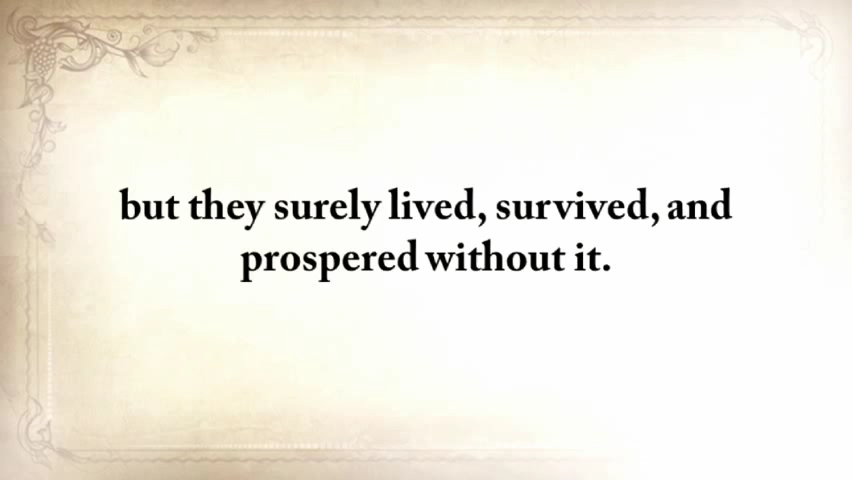 but they surely lived, survived, and
prospered without it.